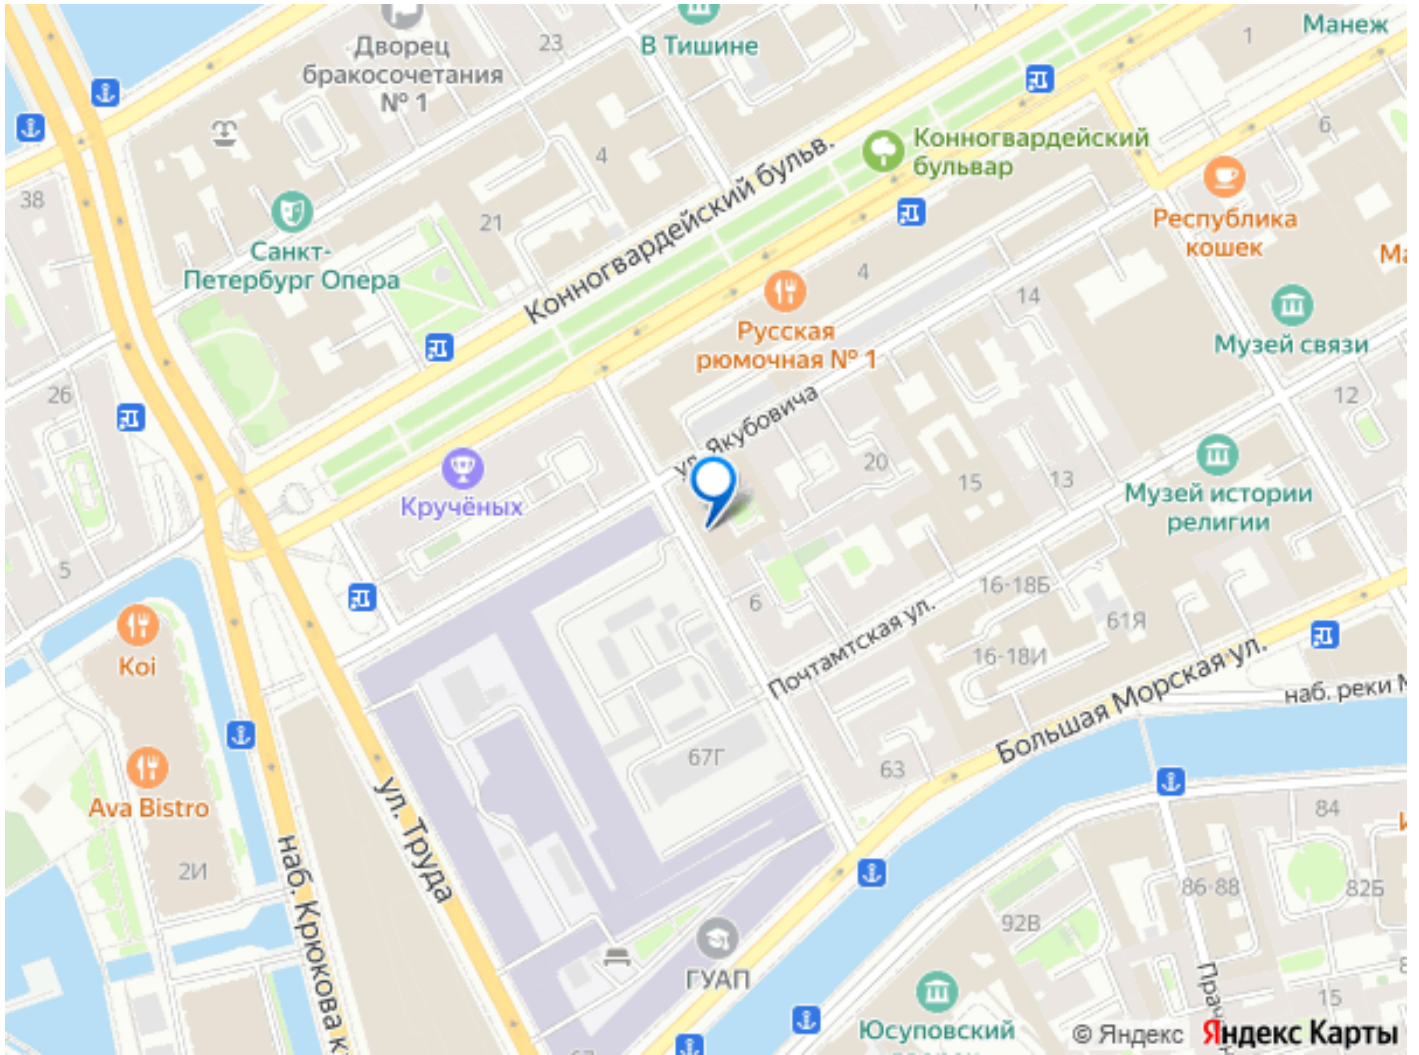 Манеж
1
Дворец
бракосочетания
№ 1
23
В Тишине
4
Конногвардейский
бульвар
6
38
21
Санкт-
Петербург Опера
Конногвардейский бульв.
Республика
кошек
4
Русская
рюмочная № 1
14
Музей связи
26
12
ул. Якубовича
20
15
13
Кручёных
Музей истории
религии
5
6
16-18Б
61Я
Koi
Почтамтская ул.
16-18И
Большая Морская ул.
наб. реки
67Г
63
Ava Bistro
ул. Труда
84
2И
наб. Крюкова
86-88
82Б
92В
ГУАП
15
Юсуповский
© Яндекс
Яндекс Карты